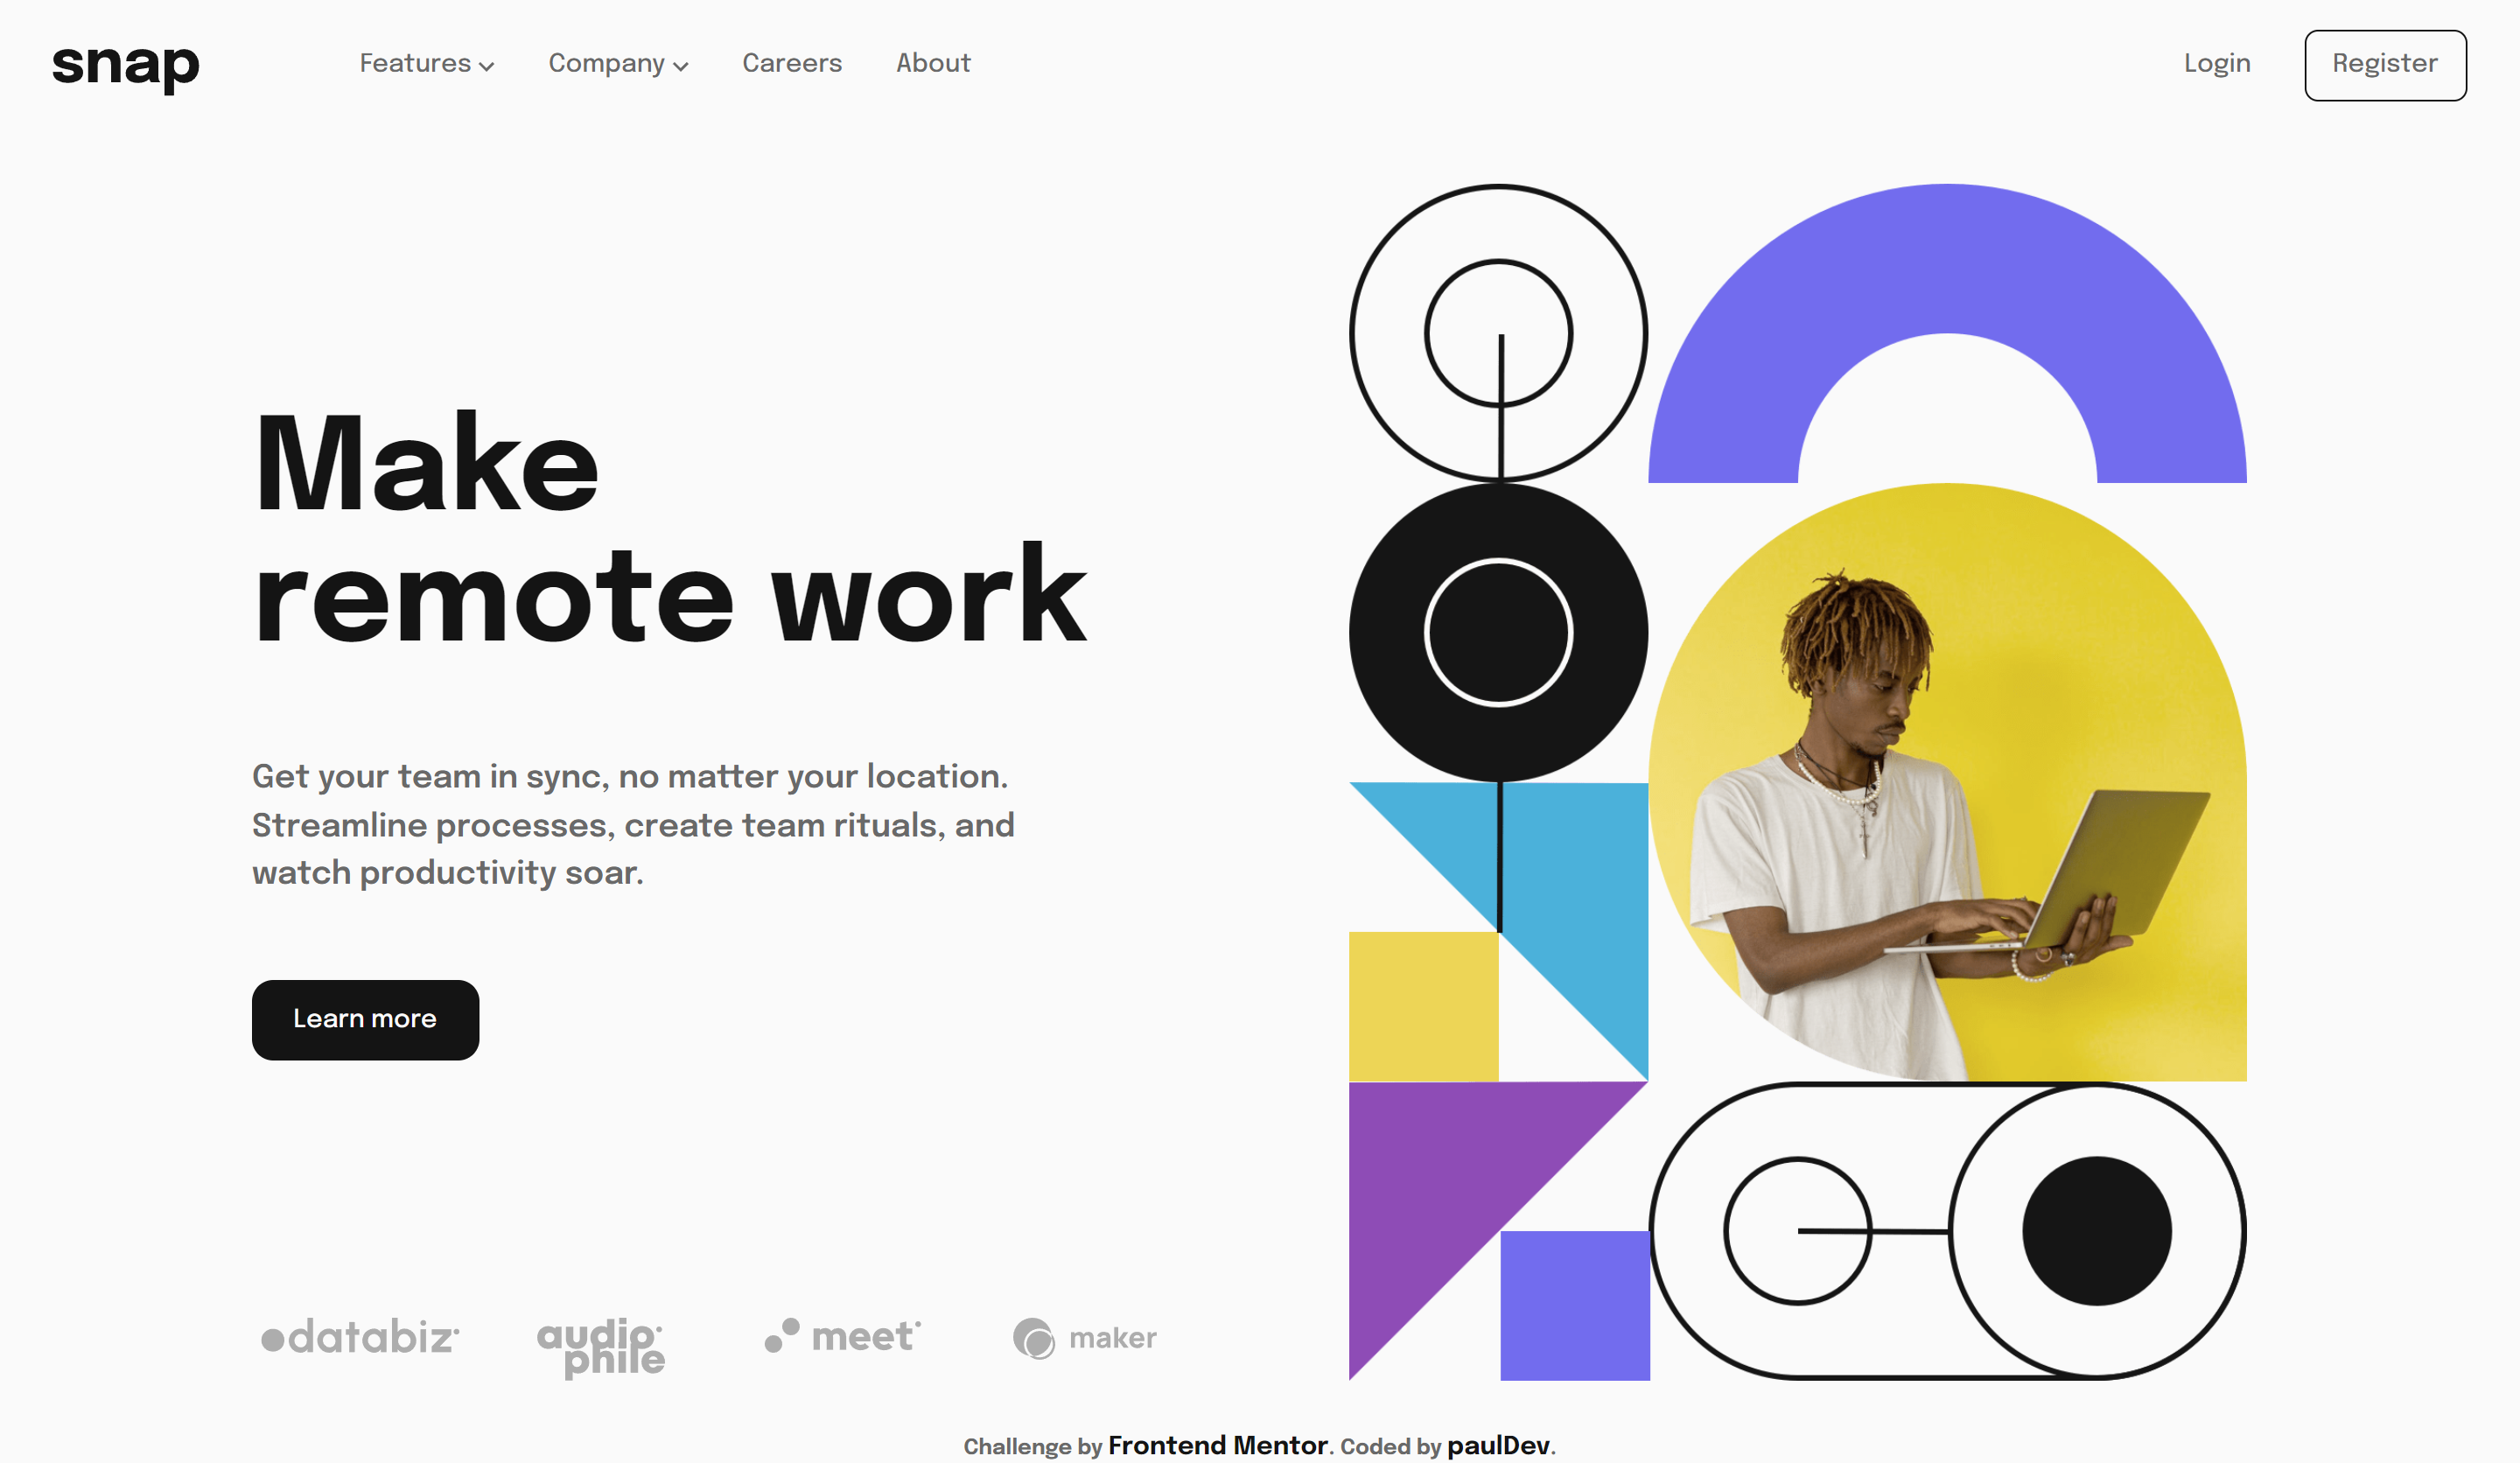 snap
Features
Company
Careers
About
Login
Register
Make
remote work
Get your team in sync, no matter your location.
Streamline processes, create team rituals, and
watch productivity soar.
Learn more
databiz
audio
phile
meet
maker
Challenge by Frontend Mentor. Coded by paulDev.